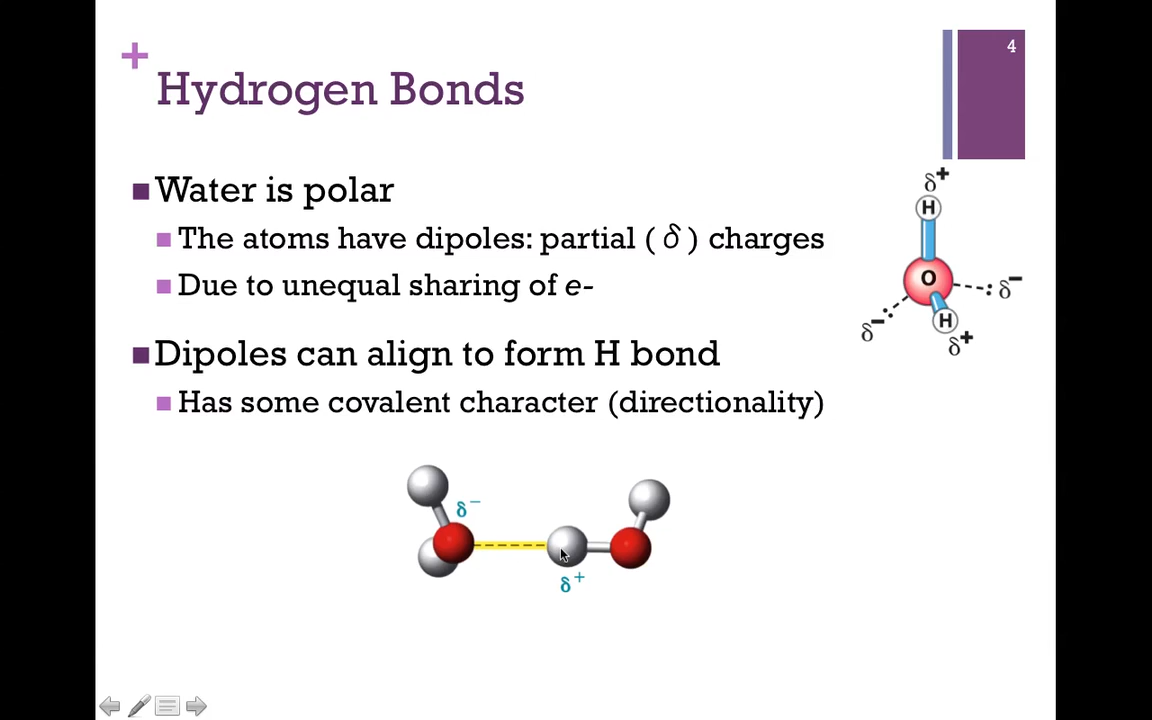 4
+
Hydrogen Bonds
Water is polar
The atoms have dipoles: partial (δ) charges
Due to unequal sharing of e-
Dipoles can align to form H bond
Has some covalent character (directionality)
δ+
H
O
δ-
δ-
H
δ+
δ-
δ+